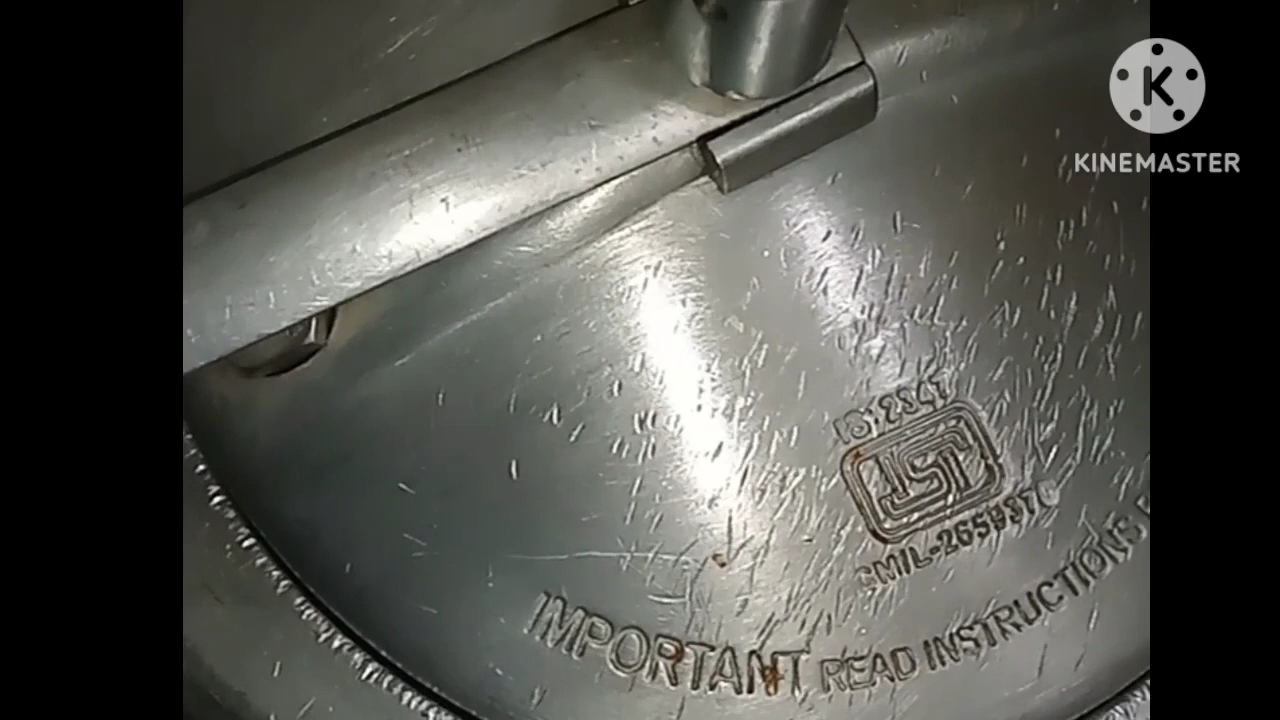 KINEMASTER
IS:2347
ISI
CM/L-2659370
IMPORTANT READ INSTRUCTIONS